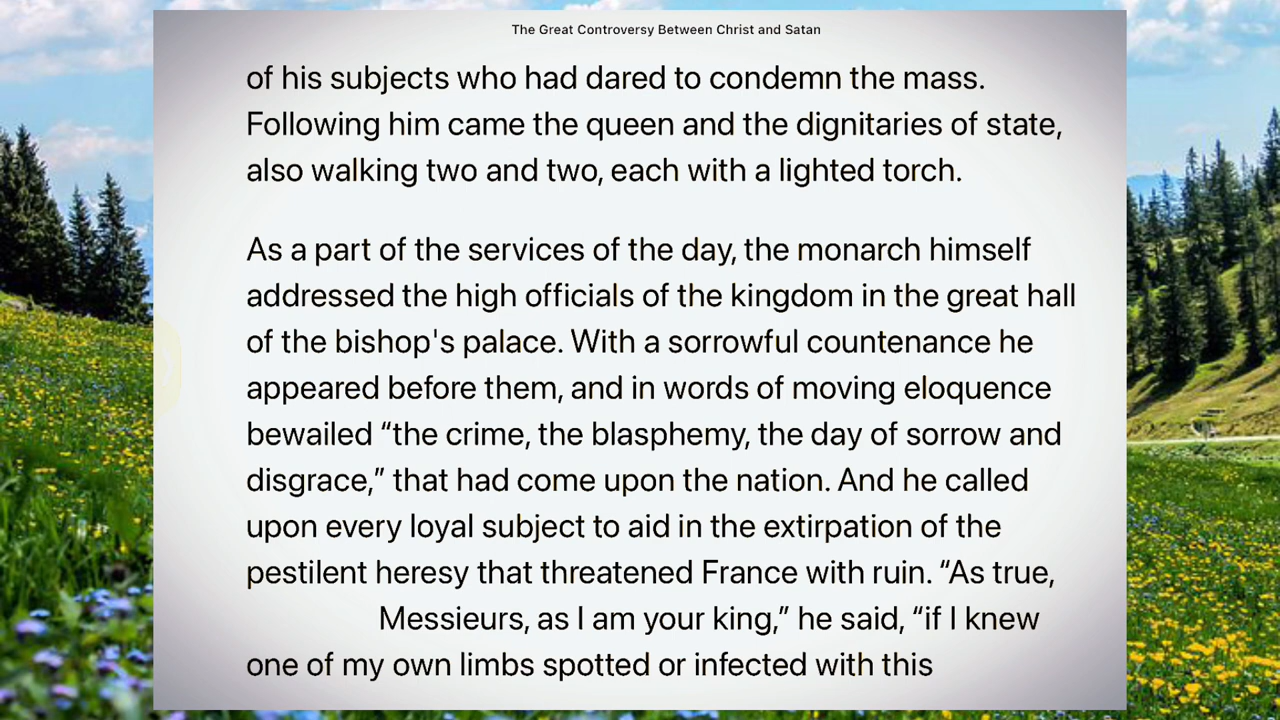 The Great Controversy Between Christ and Satan
of his subjects who had dared to condemn the mass.
Following him came the queen and the dignitaries of state,
also walking two and two, each with a lighted torch.
As a part of the services of the day, the monarch himself
addressed the high officials of the kingdom in the great hall
of the bishop's palace. With a sorrowful countenance he
appeared before them, and in words of moving eloquence
bewailed “the crime, the blasphemy, the day of sorrow and
disgrace,” that had come upon the nation. And he called
upon every loyal subject to aid in the extirpation of the
pestilent heresy that threatened France with ruin. “As true,
Messieurs, as I am your king,” he said, “if I knew
one of my own limbs spotted or infected with this